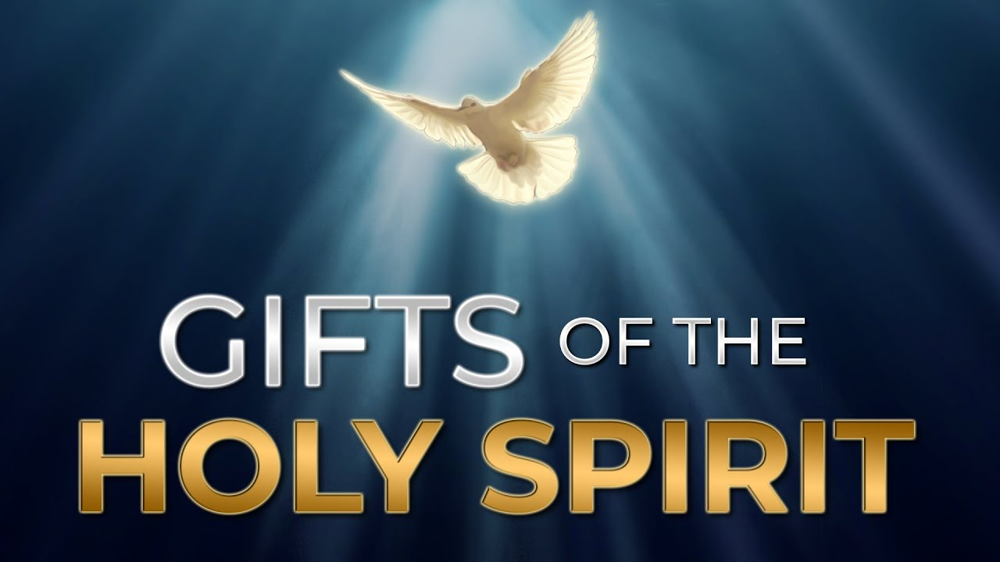 GIFTS OF THE
HOLY SPIRIT